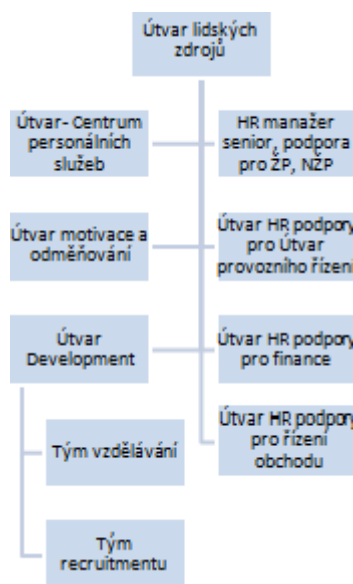 Útvar lidských
zdrojů
Útvar- Centrum
personálních
služeb
HR manažer
senior, podpora
pro ŽP, NŽP
Útvar motivace a
odměňování
Útvar HR podpory
pro Útvar
provozního řízení
Útvar
Development
Útvar HR podpory
pro finance
Útvar HR podpory
pro řízení
obchodu
Tým vzdělávání
Tým
recruitmentu